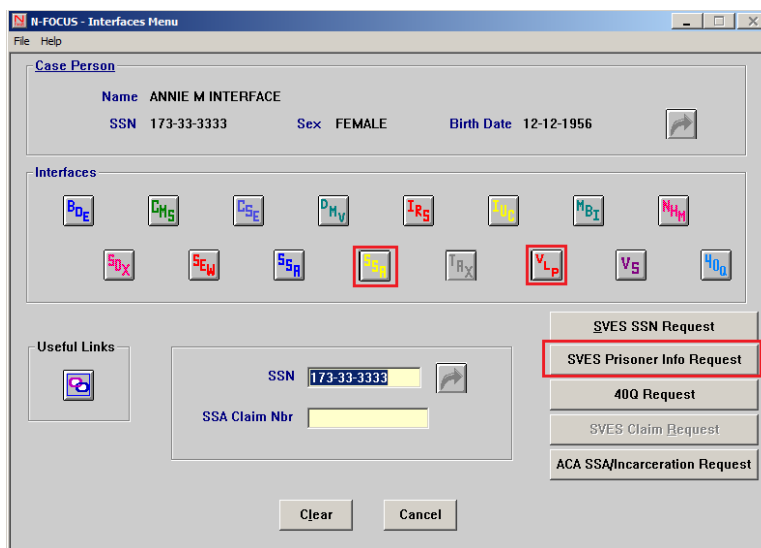 N-FOCUS - Interfaces Menu
File Help
Case Person
Name ANNIE M INTERFACE
SSN 173-33-3333 Sex FEMALE Birth Date 12-12-1956
Interfaces
BDE CMS CSE DMV IRS IUC MBI NHM
SDX SEW SSA SSA TAX VLP VS 40Q
SVES SSN Request
Useful Links
SVES Prisoner Info Request
SSN 173-33-3333
40Q Request
SSA Claim Nbr
SVES Claim Request
ACA SSA/Incarceration Request
Clear Cancel